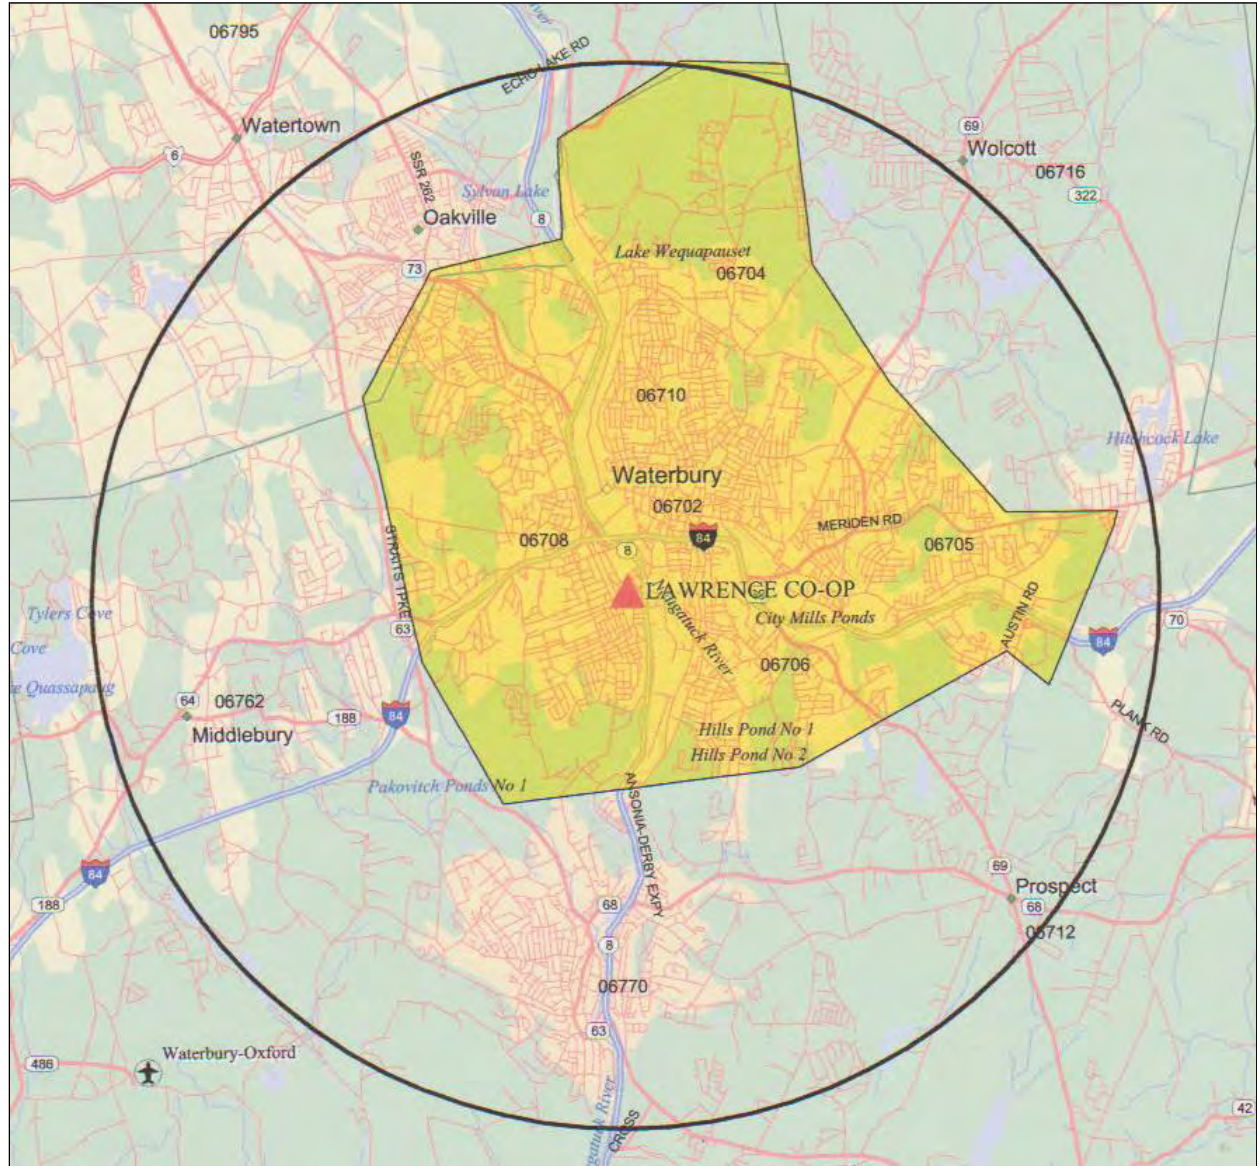 06795
River
ECHO LAKE RD
Watertown
69
Wolcott
6
SSR 262
06716
Sylvan Lake
322
Oakville
8
Lake Wequapauset
73
06704
06710
Hitchcock Lake
Waterbury
06702
STRAITS TPKE
06708
MERIDEN RD
84
06705
8
LAWRENCE CO-OP
Naugatuck River
69
AUSTIN RD
Tylers Cove
City Mills Ponds
63
70
84
Cove
06706
Quassapaug
64
06762
188
84
Middlebury
PLANK RD
Hills Pond No 1
Hills Pond No 2
Pakovitch Ponds No 1
ANSONIA-DERBY EXPY
84
69
Prospect
188
68
68
06712
8
06770
63
Waterbury-Oxford
486
Naugatuck River
CROSS
42